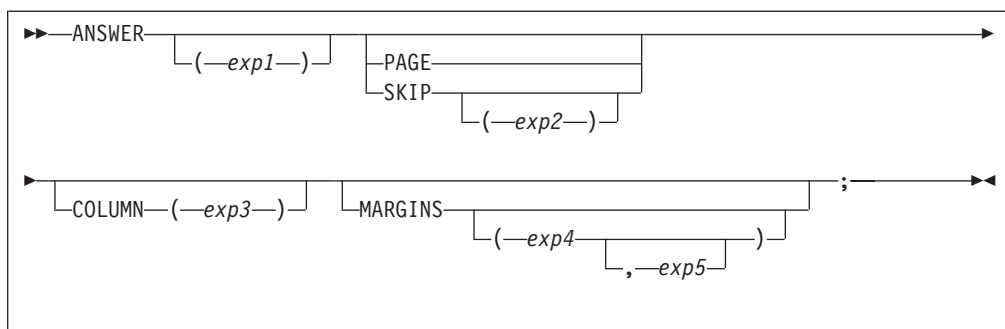 ANSWER
( exp1 )
PAGE
SKIP
( exp2 )
COLUMN ( exp3 )
MARGINS
( exp4
, exp5
)
;